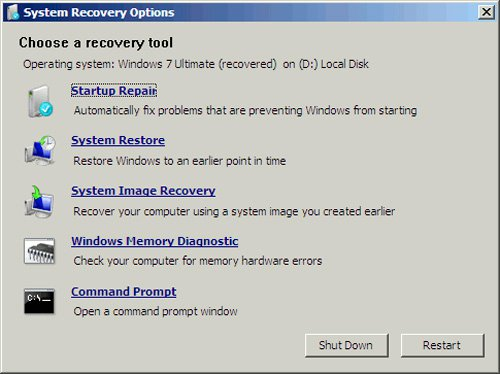 System Recovery Options
Choose a recovery tool
Operating system: Windows 7 Ultimate (recovered) on (D:) Local Disk
Startup Repair
Automatically fix problems that are preventing Windows from starting
System Restore
Restore Windows to an earlier point in time
System Image Recovery
Recover your computer using a system image you created earlier
Windows Memory Diagnostic
Check your computer for memory hardware errors
C:\_
Command Prompt
Open a command prompt window
Shut Down
Restart